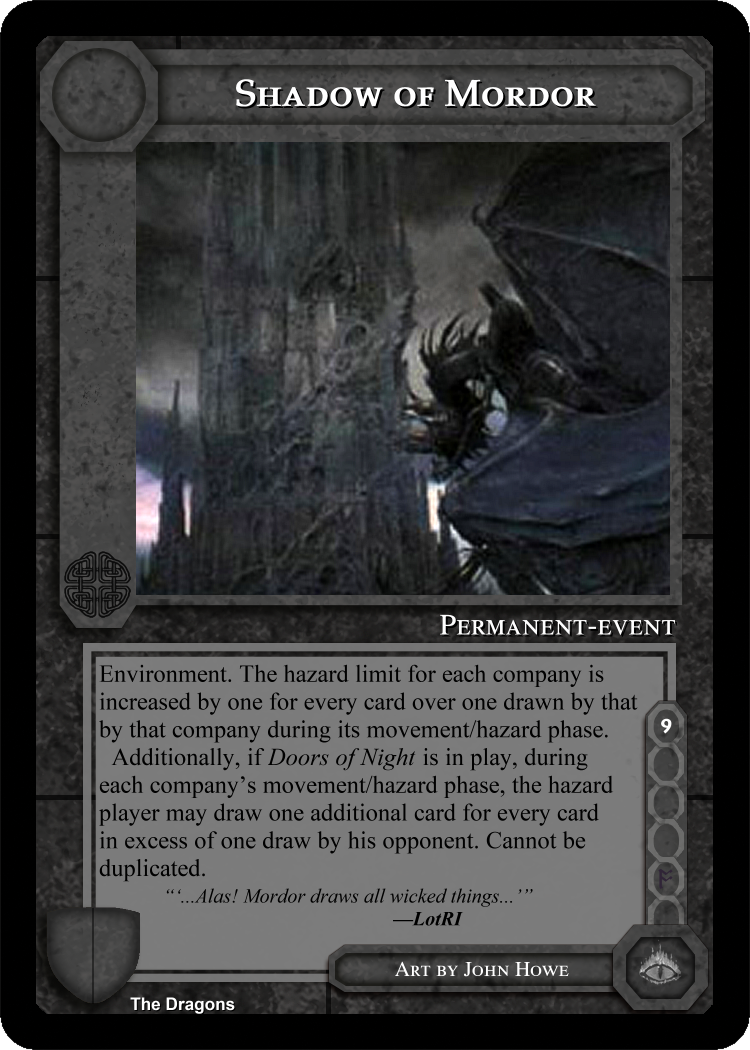 Shadow of Mordor
Permanent-event
Environment. The hazard limit for each company is
increased by one for every card over one drawn by that
by that company during its movement/hazard phase.
Additionally, if Doors of Night is in play, during
each company's movement/hazard phase, the hazard
player may draw one additional card for every card
in excess of one draw by his opponent. Cannot be
duplicated.
“‘...Alas! Mordor draws all wicked things...’”
—LotRI
9
Art by John Howe
The Dragons